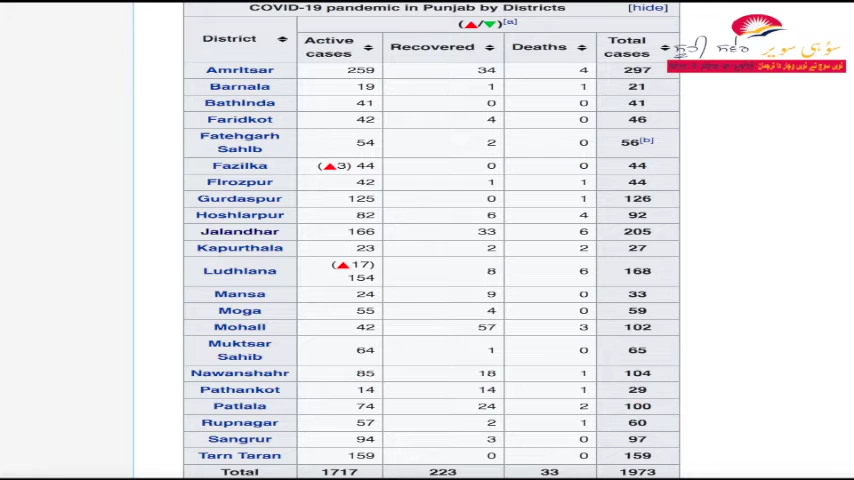 COVID-19 pandemic in Punjab by Districts [hide]
(▲/▼)[a]
District Active cases Recovered Deaths Total cases
Amritsar 259 34 4 297
Barnala 19 1 1 21
Bathinda 41 0 0 41
Faridkot 42 4 0 46
Fatehgarh Sahib 54 2 0 56[b]
Fazilka (▲3) 44 0 0 44
Firozpur 42 1 1 44
Gurdaspur 125 0 1 126
Hoshiarpur 82 6 4 92
Jalandhar 166 33 6 205
Kapurthala 23 2 2 27
Ludhiana (▲17) 154 8 6 168
Mansa 24 9 0 33
Moga 55 4 0 59
Mohali 42 57 3 102
Muktsar Sahib 64 1 0 65
Nawanshahr 85 18 1 104
Pathankot 14 14 1 29
Patiala 74 24 2 100
Rupnagar 57 2 1 60
Sangrur 94 3 0 97
Tarn Taran 159 0 0 159
Total 1717 223 33 1973
ਸੂਹੀ ਸਵੇਰ